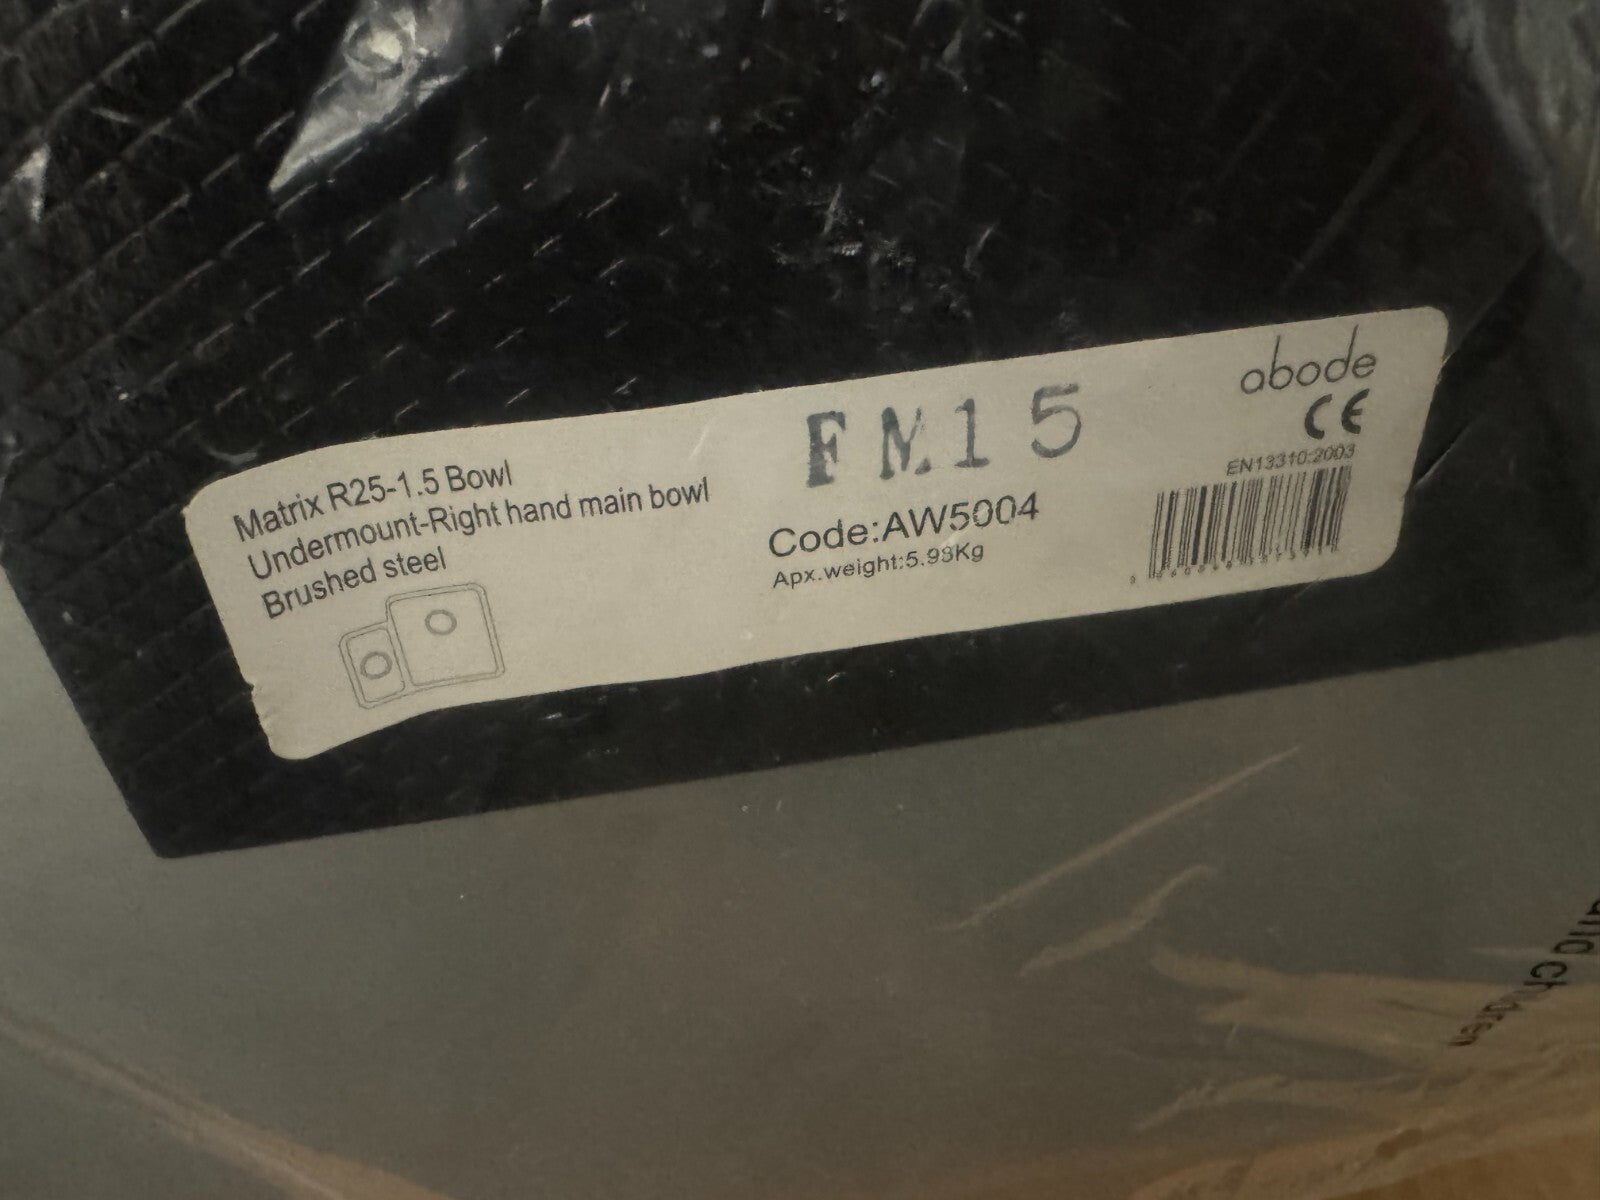 Matrix R25-1.5 Bowl
Undermount-Right hand main bowl
Brushed steel
FM15
Code:AW5004
Apx.weight:5.98Kg
abode
CE
EN13310:2003
children